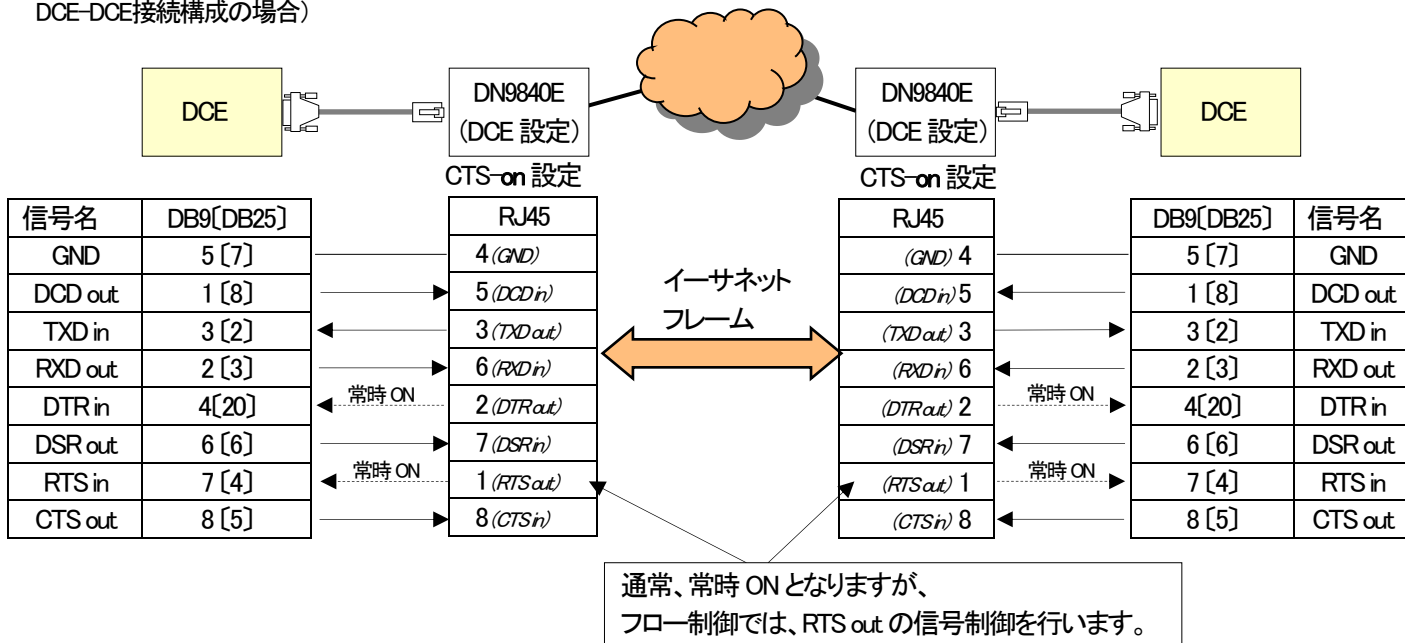 DCE-DCE接続構成の場合）
DCE
DN9840E
（DCE 設定）
CTS-on 設定
DN9840E
（DCE 設定）
CTS-on 設定
DCE
信号名 DB9〔DB25〕 RJ45 RJ45 DB9〔DB25〕 信号名
GND 5〔7〕 4(GND) (GND) 4 5〔7〕 GND
DCD out 1〔8〕 5(DCD in) (DCD in) 5 1〔8〕 DCD out
TXD in 3〔2〕 3(TXD out) (TXD out) 3 3〔2〕 TXD in
RXD out 2〔3〕 6(RXD in) (RXD in) 6 2〔3〕 RXD out
DTR in 4〔20〕 常時 ON 2(DTR out) (DTR out) 2 常時 ON 4〔20〕 DTR in
DSR out 6〔6〕 7(DSR in) (DSR in) 7 6〔6〕 DSR out
RTS in 7〔4〕 常時 ON 1(RTS out) (RTS out) 1 常時 ON 7〔4〕 RTS in
CTS out 8〔5〕 8(CTS in) (CTS in) 8 8〔5〕 CTS out
イーサネット
フレーム
通常、常時 ON となりますが、
フロー制御では、RTS out の信号制御を行います。